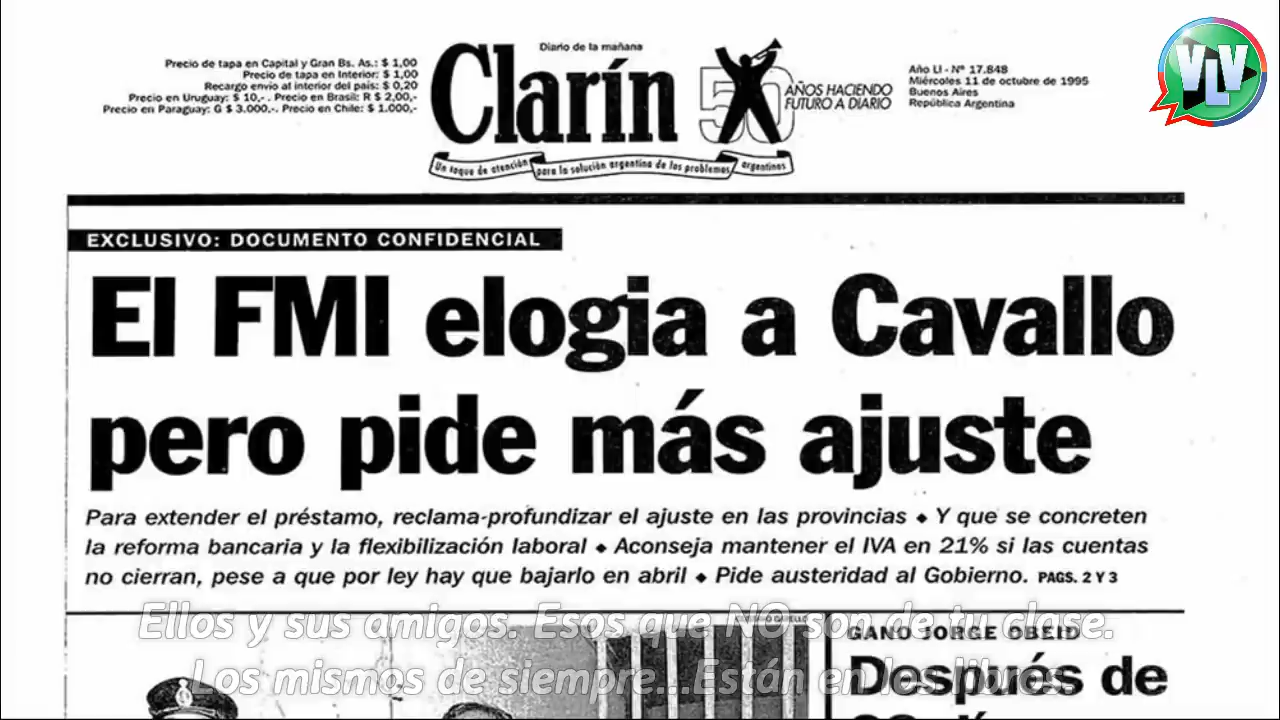 Precio de tapa en Capital y Gran Bs. As.: $ 1,00
Precio de tapa en Interior: $ 1,00
Recargo envío al interior del país: $ 0,20
Precio en Uruguay: $ 10,-. Precio en Brasil: R $ 2,00,-
Precio en Paraguay: G $ 3.000,-. Precio en Chile: $ 1.000,-
Diario de la mañana
Clarín
Un toque de atención para la solución argentina de los problemas argentinos
50 AÑOS HACIENDO
FUTURO A DIARIO
Año LI - Nº 17.848
Miércoles 11 de octubre de 1995
Buenos Aires
República Argentina
VLV
EXCLUSIVO: DOCUMENTO CONFIDENCIAL
El FMI elogia a Cavallo
pero pide más ajuste
Para extender el préstamo, reclama-profundizar el ajuste en las provincias ◆ Y que se concreten
la reforma bancaria y la flexibilización laboral ◆ Aconseja mantener el IVA en 21% si las cuentas
no cierran, pese a que por ley hay que bajarlo en abril ◆ Pide austeridad al Gobierno. PAGS. 2 Y 3
Ellos y sus amigos. Esos que NO son de tu clase.
Los mismos de siempre...Están en los libros.
GANO JORGE OBEID
Después de